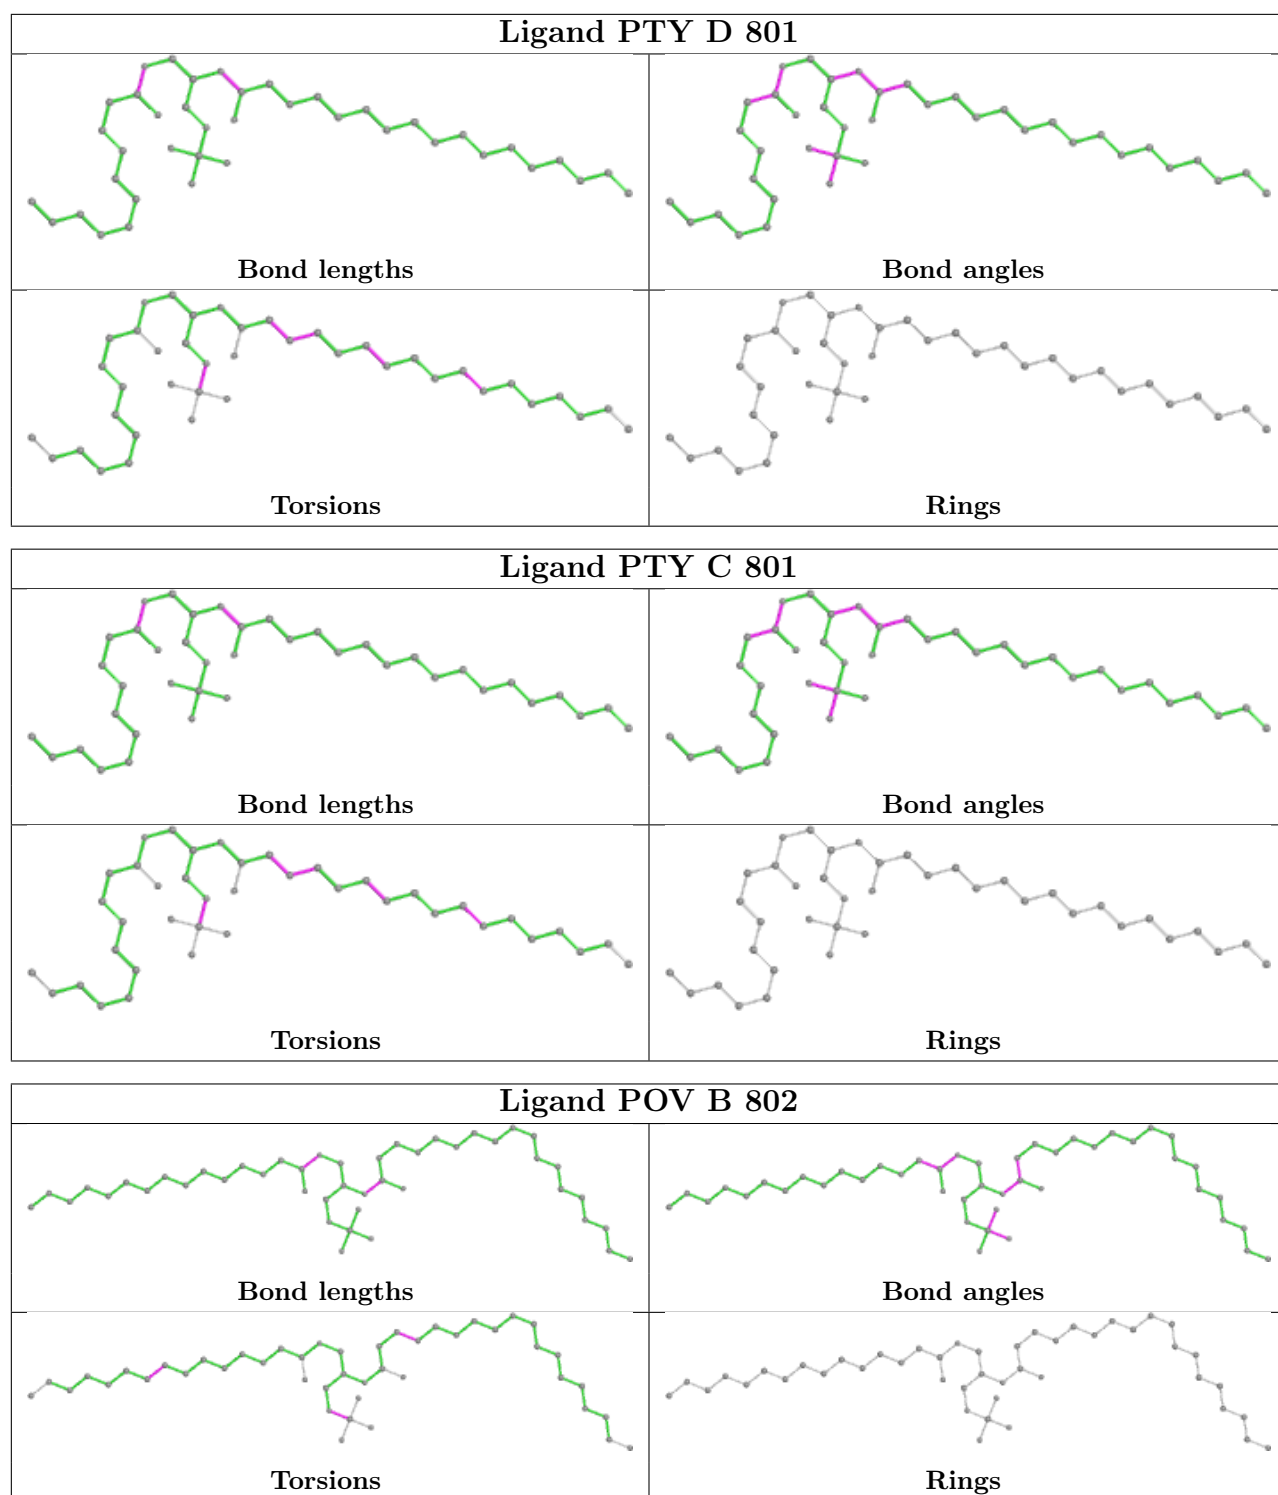 Ligand PTY D 801
Bond lengths
Bond angles
Torsions
Rings
Ligand PTY C 801
Bond lengths
Bond angles
Torsions
Rings
Ligand POV B 802
Bond lengths
Bond angles
Torsions
Rings